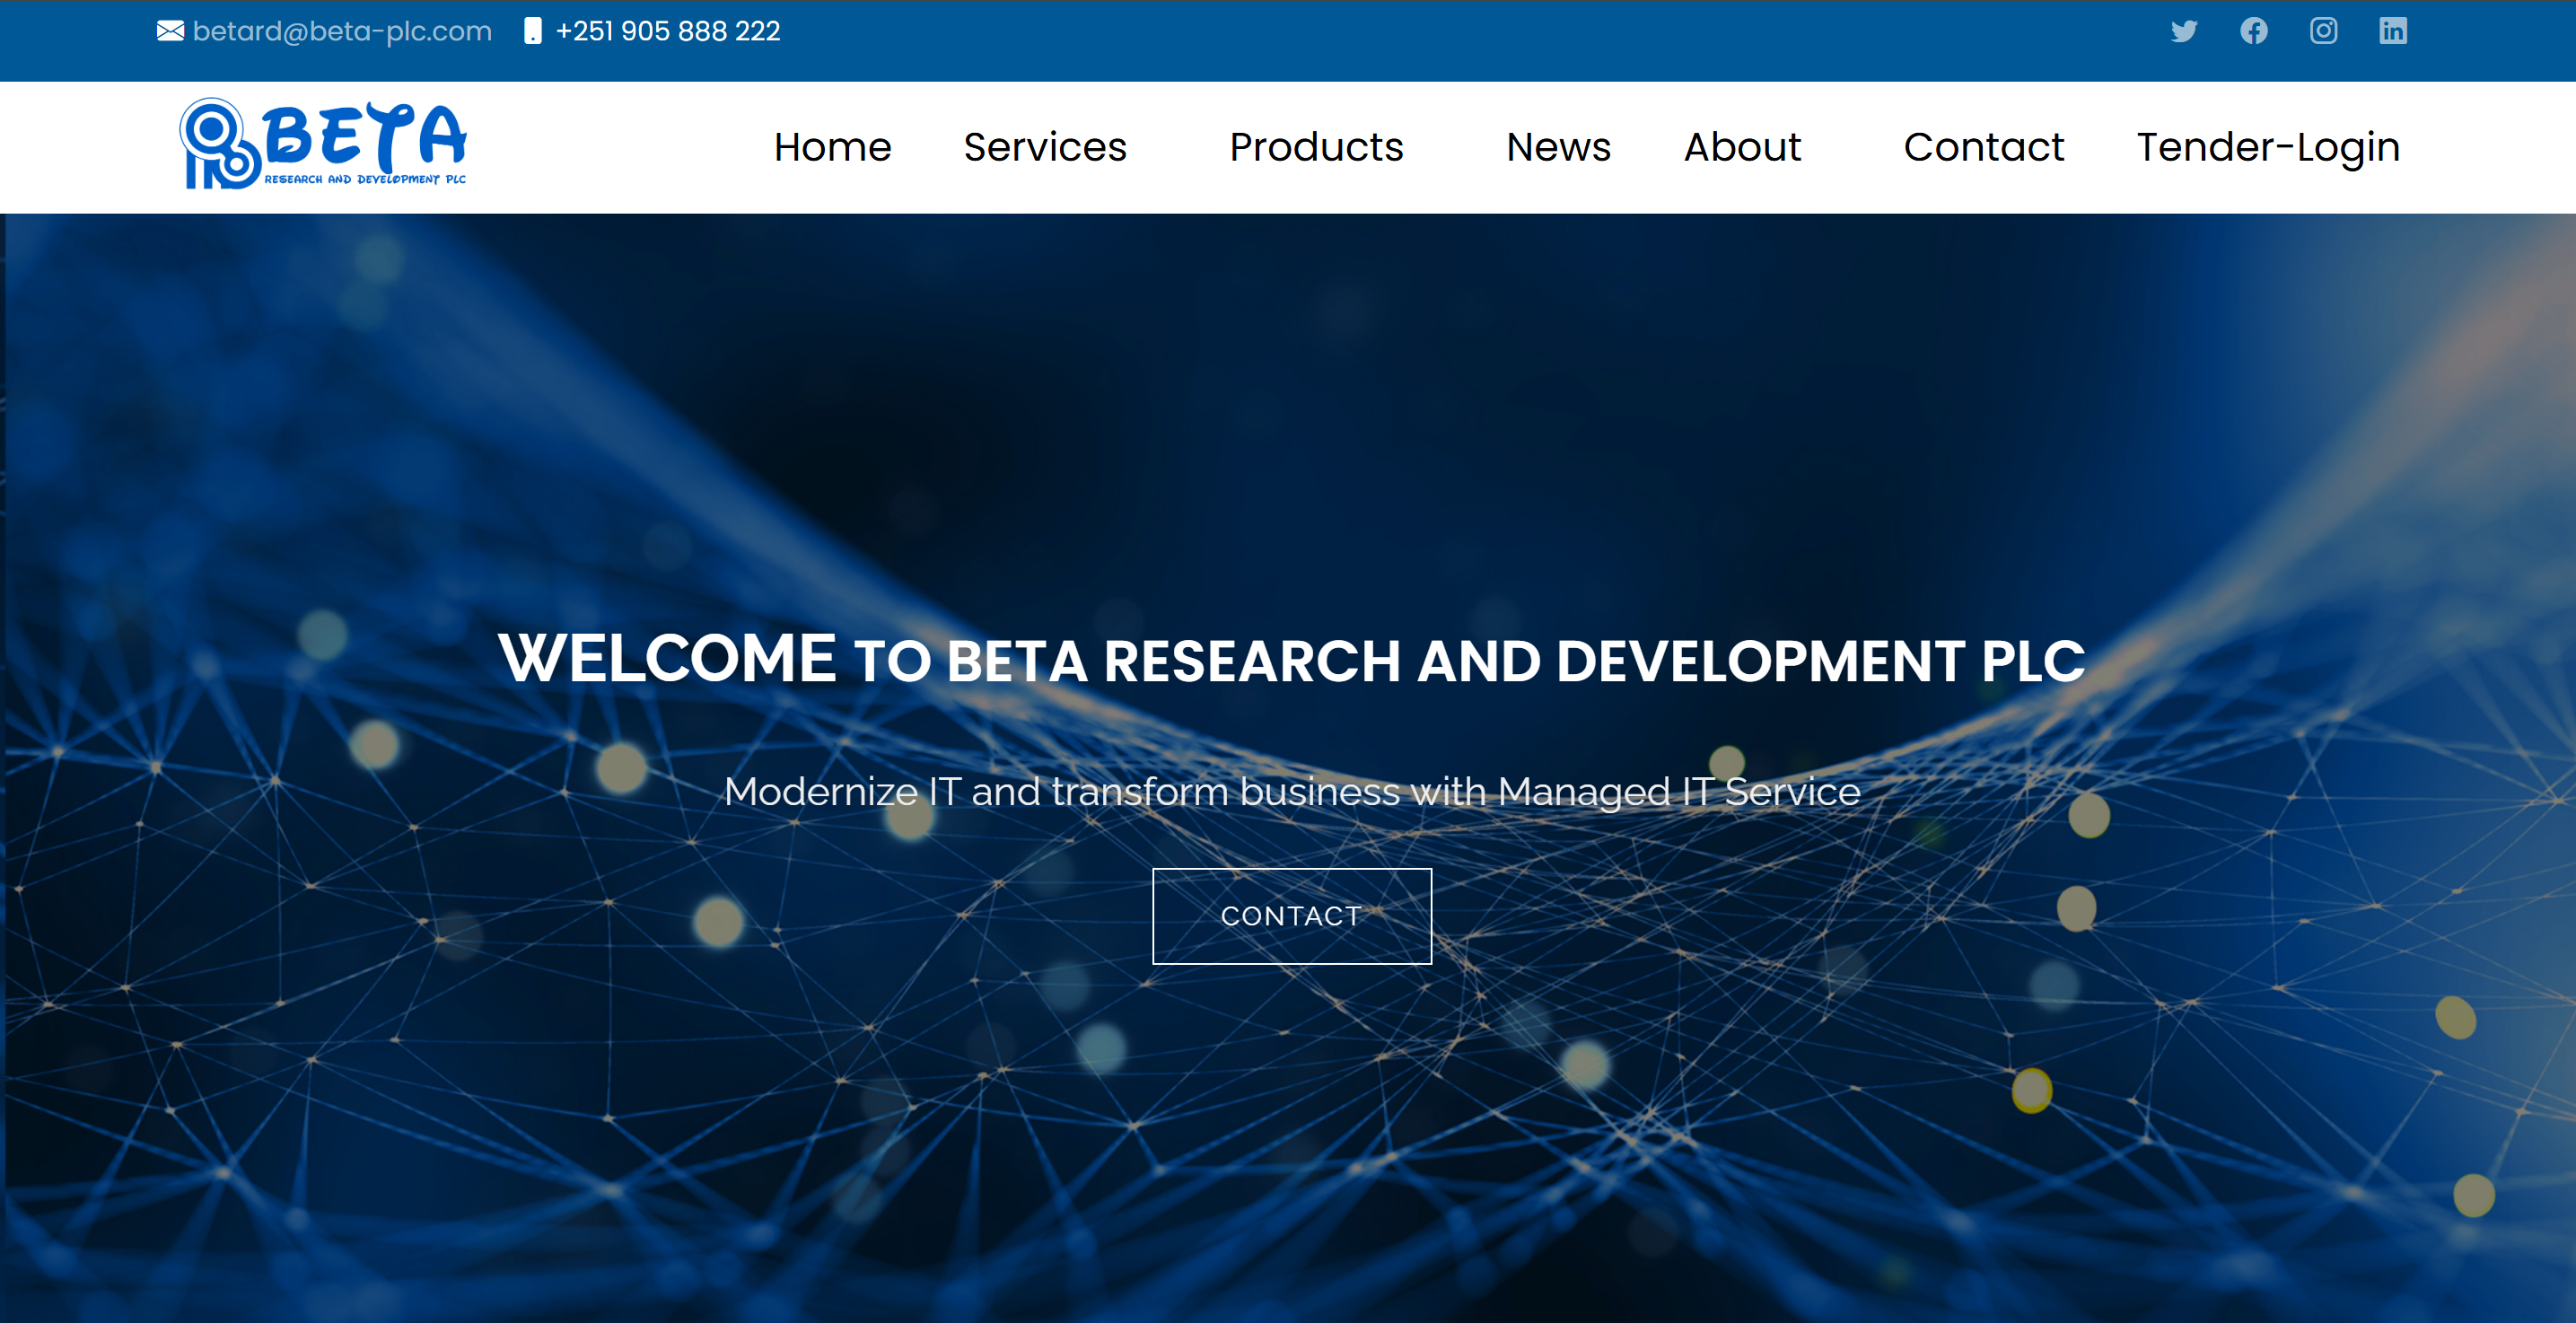 betard@beta-plc.com +251 905 888 222
BETA
RESEARCH AND DEVELOPMENT PLC
Home Services Products News About Contact Tender-Login
WELCOME TO BETA RESEARCH AND DEVELOPMENT PLC
Modernize IT and transform business with Managed IT Service
CONTACT